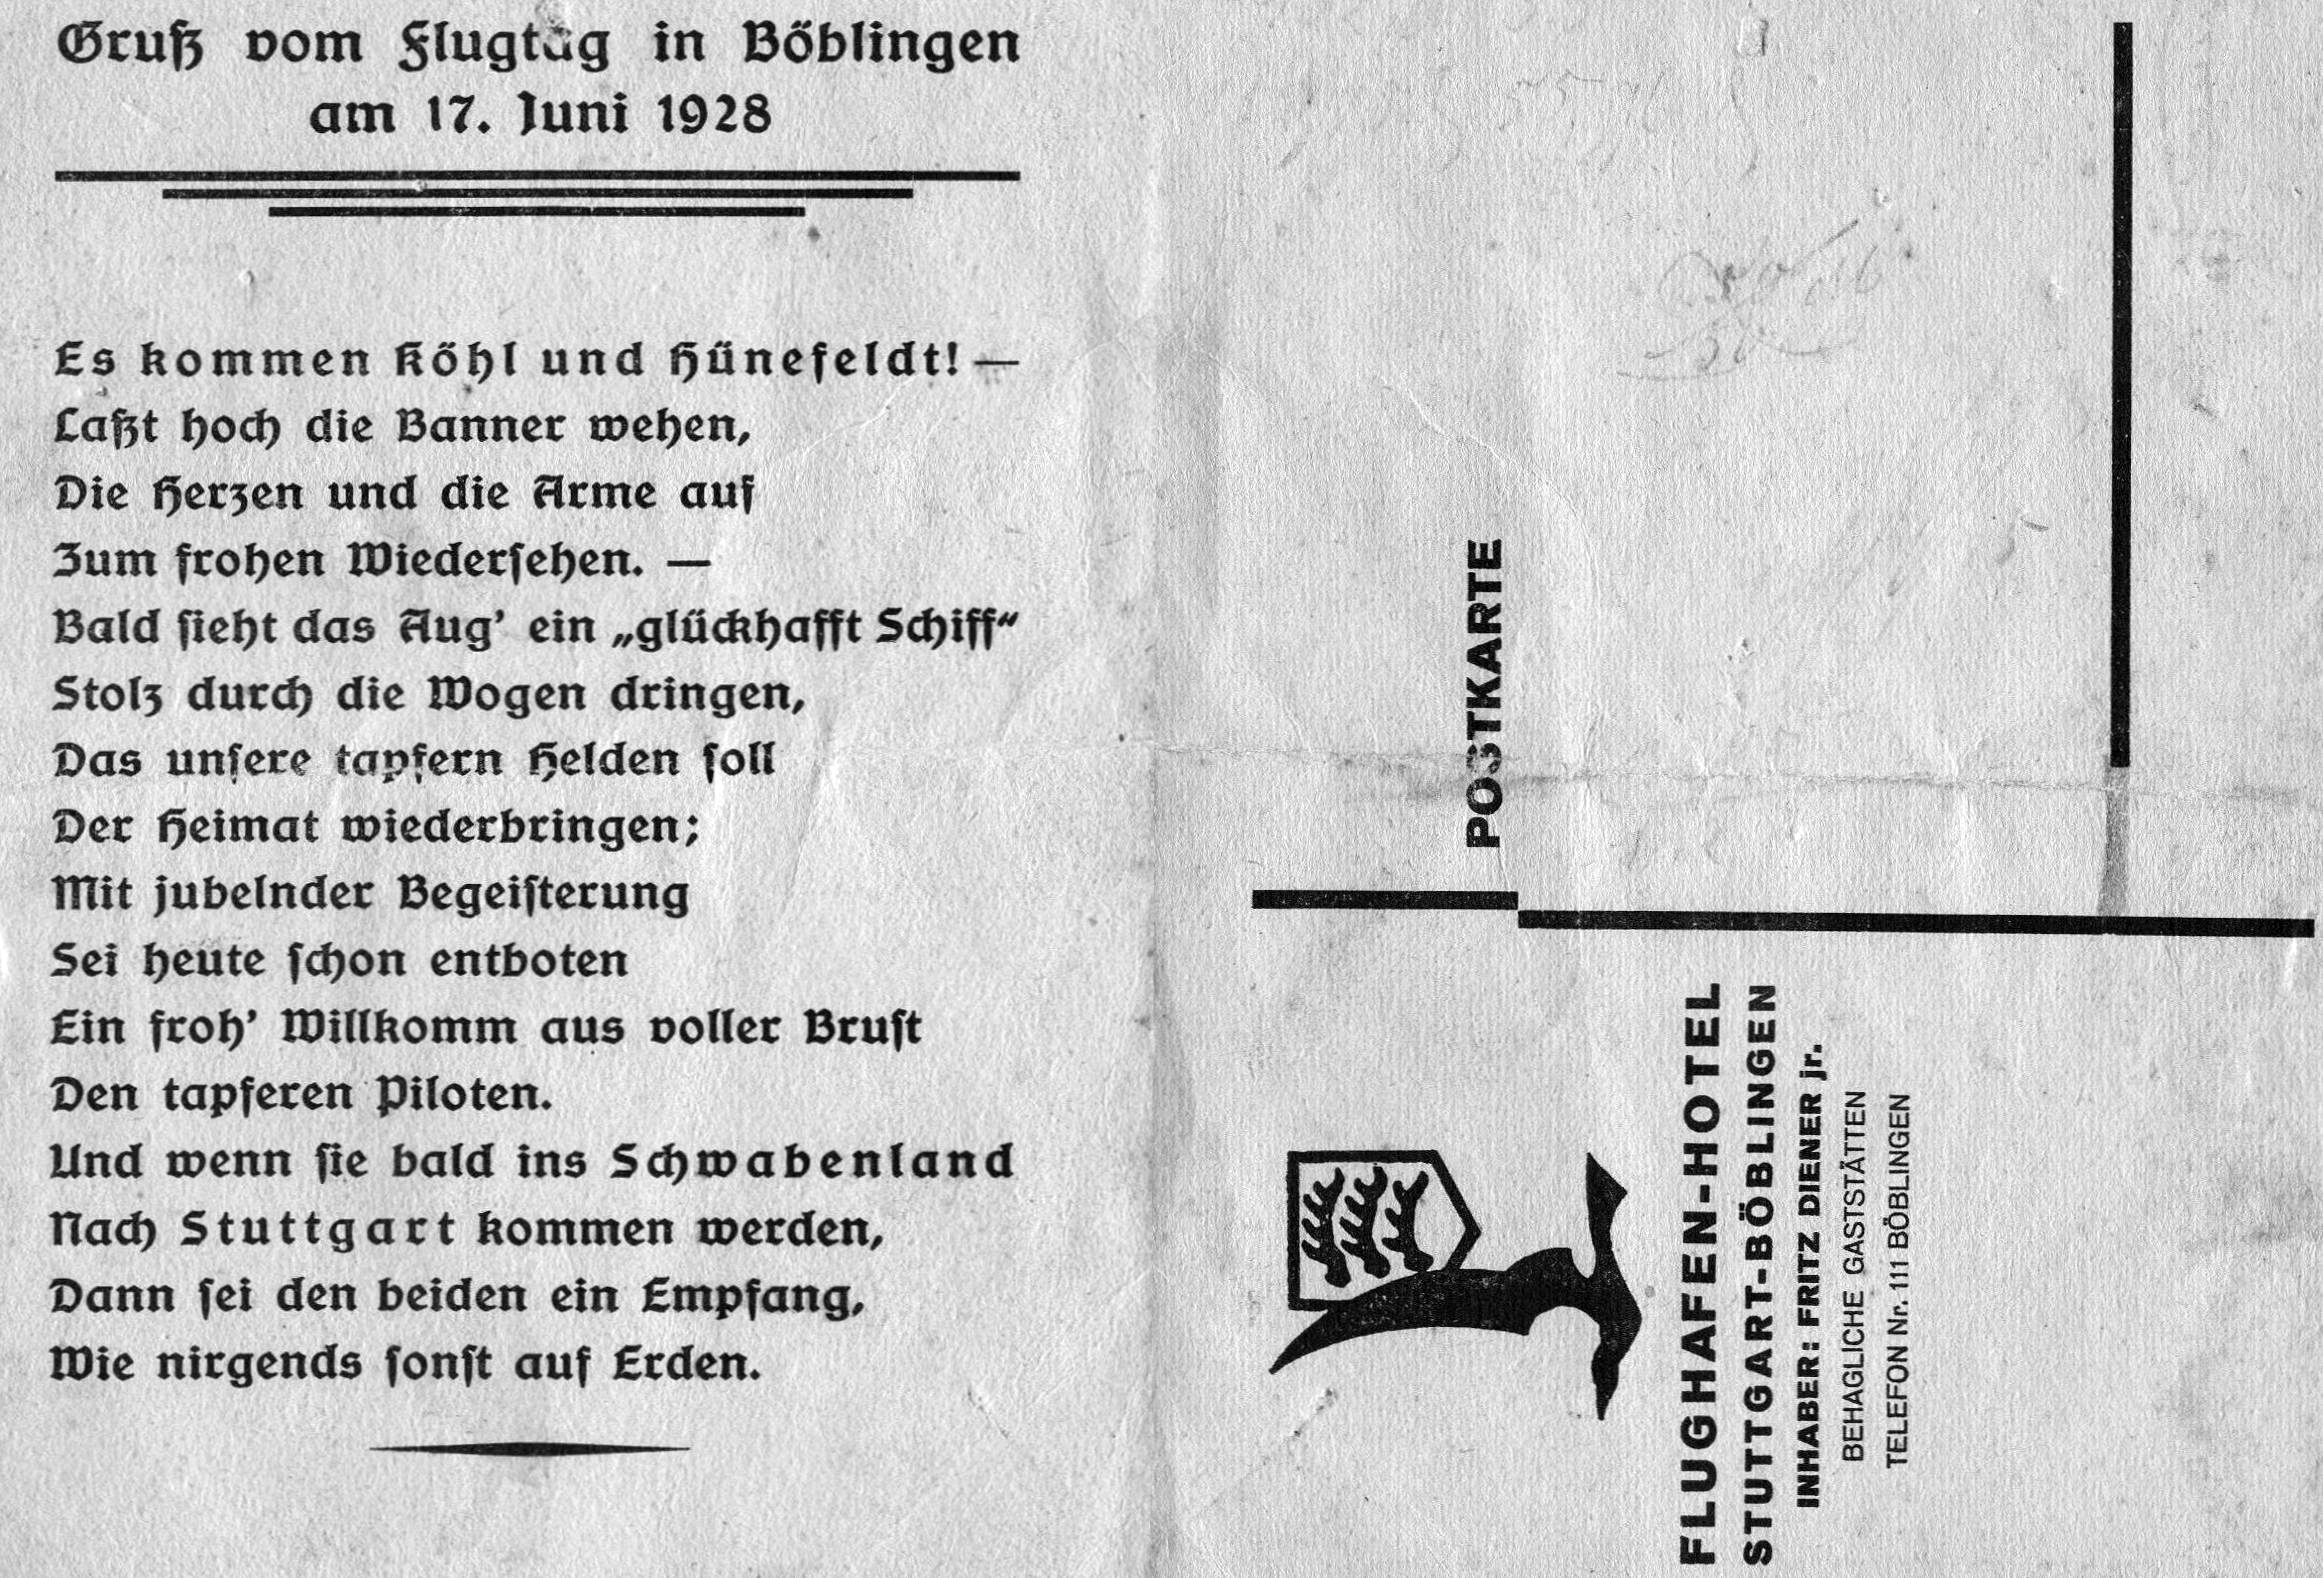 Gruß vom Flugtag in Böblingen
am 17. Juni 1928
Es kommen Köhl und Hünefeldt! —
Laßt hoch die Banner wehen,
Die Herzen und die Arme auf
Zum frohen Wiedersehen. —
Bald sieht das Aug' ein „glückhafft Schiff“
Stolz durch die Wogen dringen,
Das unsere tapfern Helden soll
Der Heimat wiederbringen;
Mit jubelnder Begeisterung
Sei heute schon entboten
Ein froh' Willkomm aus voller Brust
Den tapferen Piloten.
Und wenn sie bald ins Schwabenland
Nach Stuttgart kommen werden,
Dann sei den beiden ein Empfang,
Wie nirgends sonst auf Erden.
POSTKARTE
FLUGHAFEN-HOTEL
STUTTGART-BÖBLINGEN
INHABER: FRITZ DIENER jr.
BEHAGLICHE GASTSTÄTTEN
TELEFON Nr. 111 BÖBLINGEN